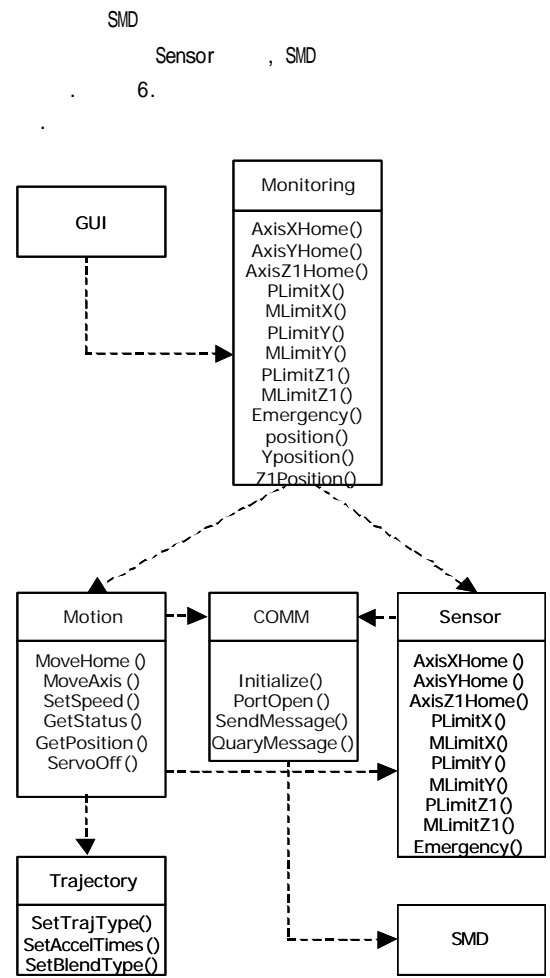 SMD
Sensor , SMD
. 6.
.
Monitoring
GUI
AxisXHome()
AxisYHome()
AxisZ1Home()
PLimitX()
MLimitX()
PLimitY()
MLimitY()
PLimitZ1()
MLimitZ1()
Emergency()
position()
Yposition()
Z1Position()
Motion
MoveHome ()
MoveAxis ()
SetSpeed ()
GetStatus()
GetPosition ()
ServoOff()
COMM
Initialize()
PortOpen ()
SendMessage()
QuaryMessage ()
Sensor
AxisXHome ()
AxisYHome ()
AxisZ1Home()
PLimitX()
MLimitX()
PLimitY()
MLimitY()
PLimitZ1()
MLimitZ1()
Emergency()
Trajectory
SetTrajType()
SetAccelTimes ()
SetBlendType()
SMD